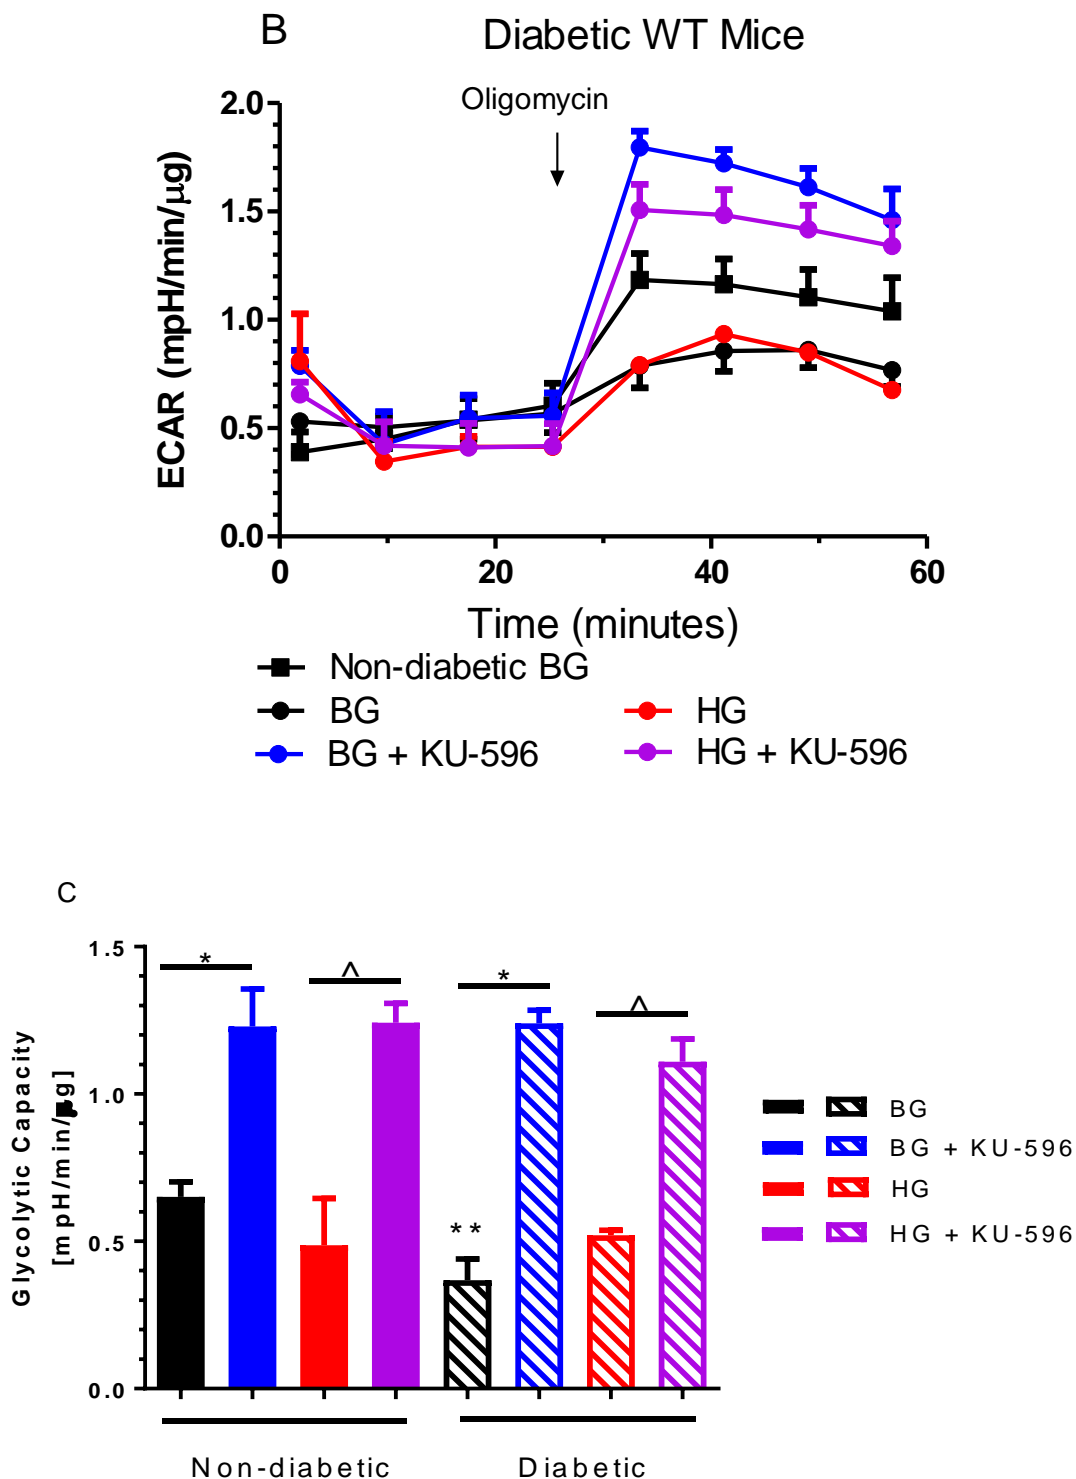 B
Diabetic WT Mice
Oligomycin
2.0
1.5
1.0
0.5
0.0
ECAR (mpH/min/µg)
0 20 40 60
Time (minutes)
Non-diabetic BG
BG HG
BG + KU-596 HG + KU-596
C
1.5
1.0
0.5
0.0
Glycolytic Capacity
[mpH/min/µg]
* ^ * ^
**
BG
BG + KU-596
HG
HG + KU-596
Non-diabetic Diabetic